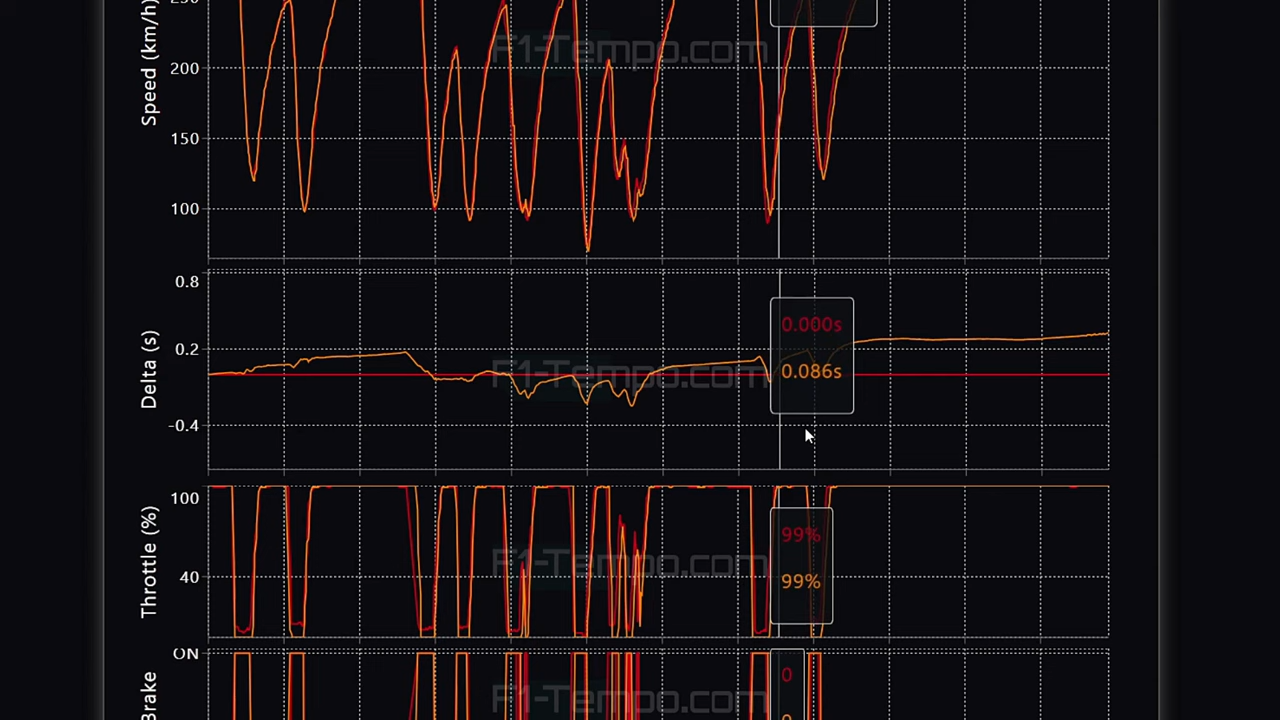 Speed (km/h)
250
200
150
100
F1-Tempo.com
Delta (s)
0.8
0.2
-0.4
0.000s
0.086s
F1-Tempo.com
Throttle (%)
100
40
99%
99%
F1-Tempo.com
Brake
ON
0
F1-Tempo.com